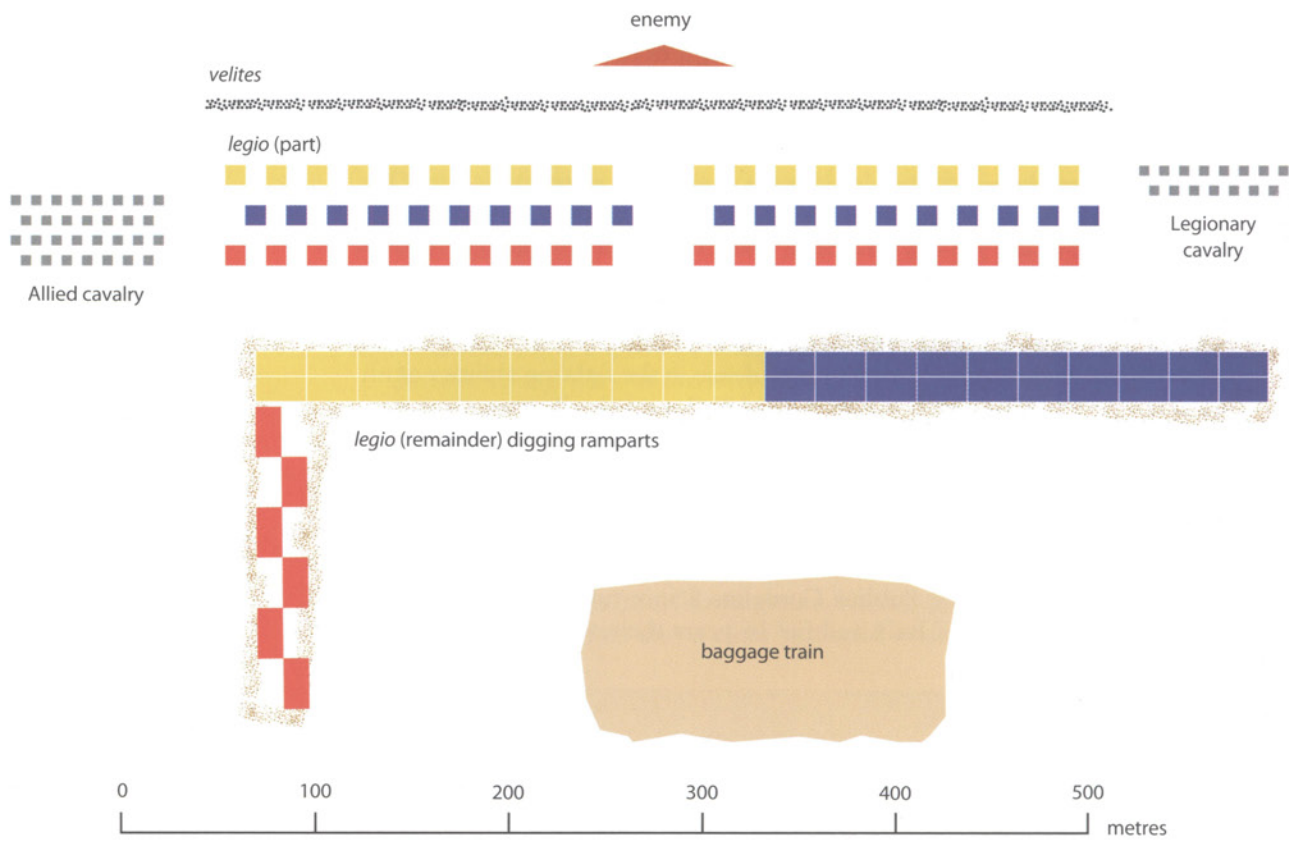 enemy
velites
legio (part)
Allied cavalry
Legionary
cavalry
legio (remainder) digging ramparts
baggage train
0 100 200 300 400 500
metres